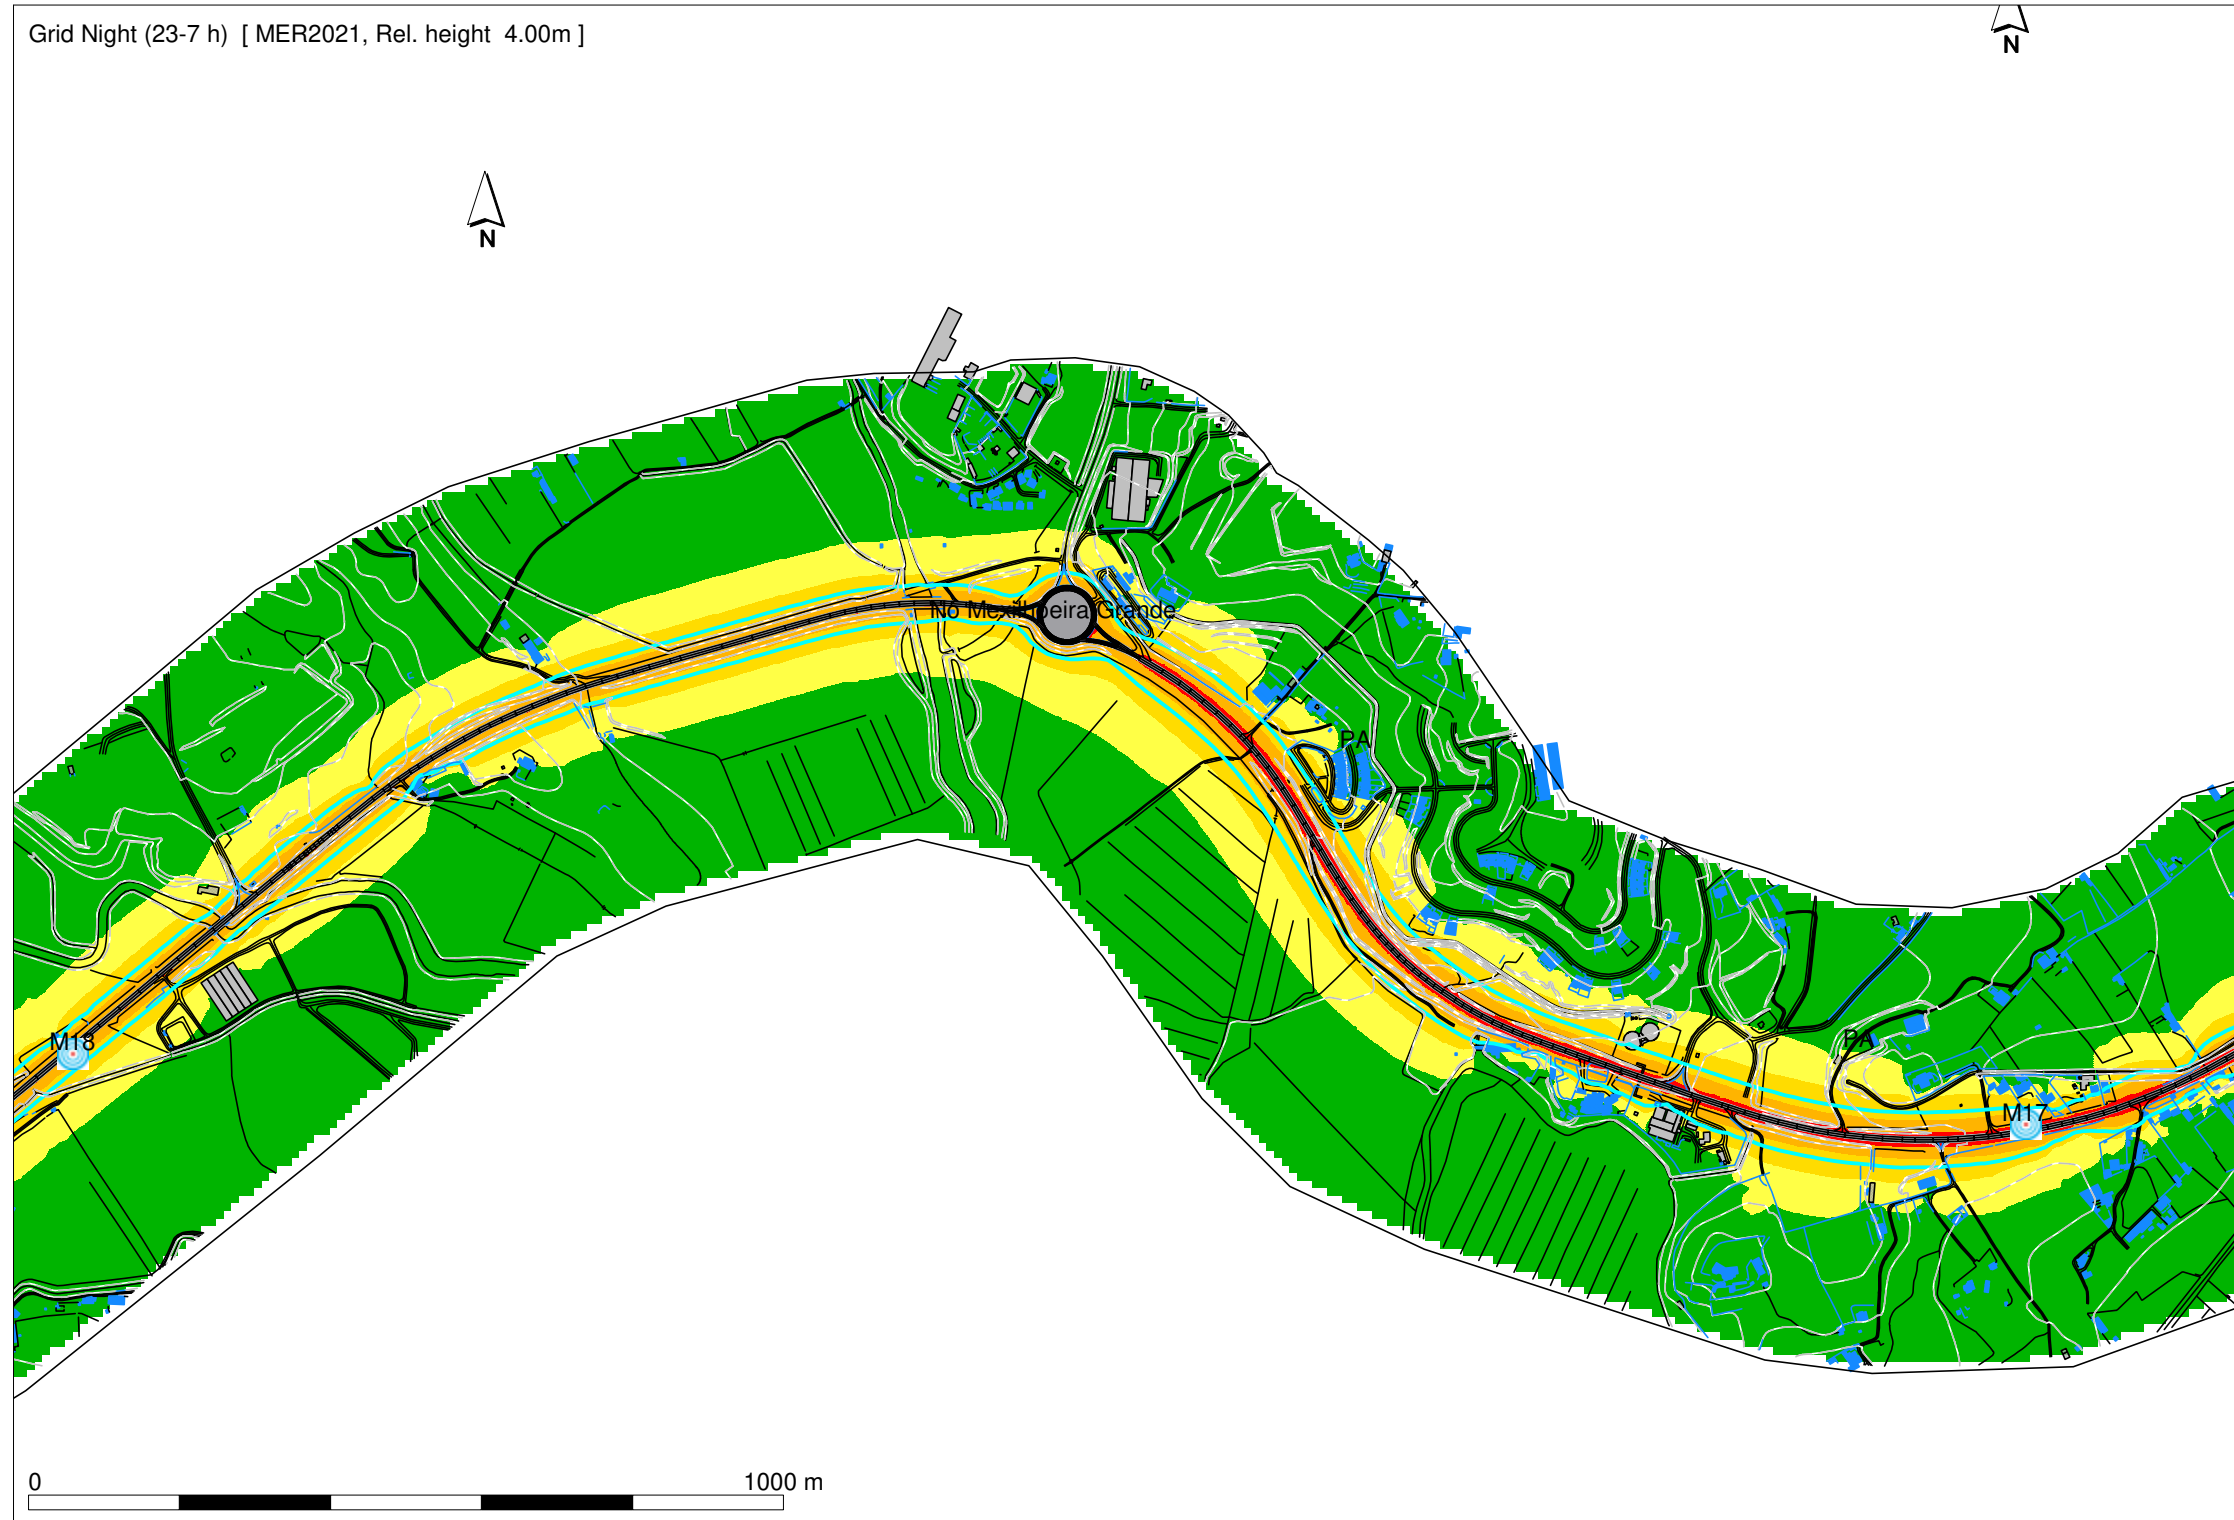 Grid Night (23-7 h) [ MER2021, Rel. height 4.00m ]
N
N
Nó Mexilhoeira Grande
PA
M18
PA
M17
0 1000 m